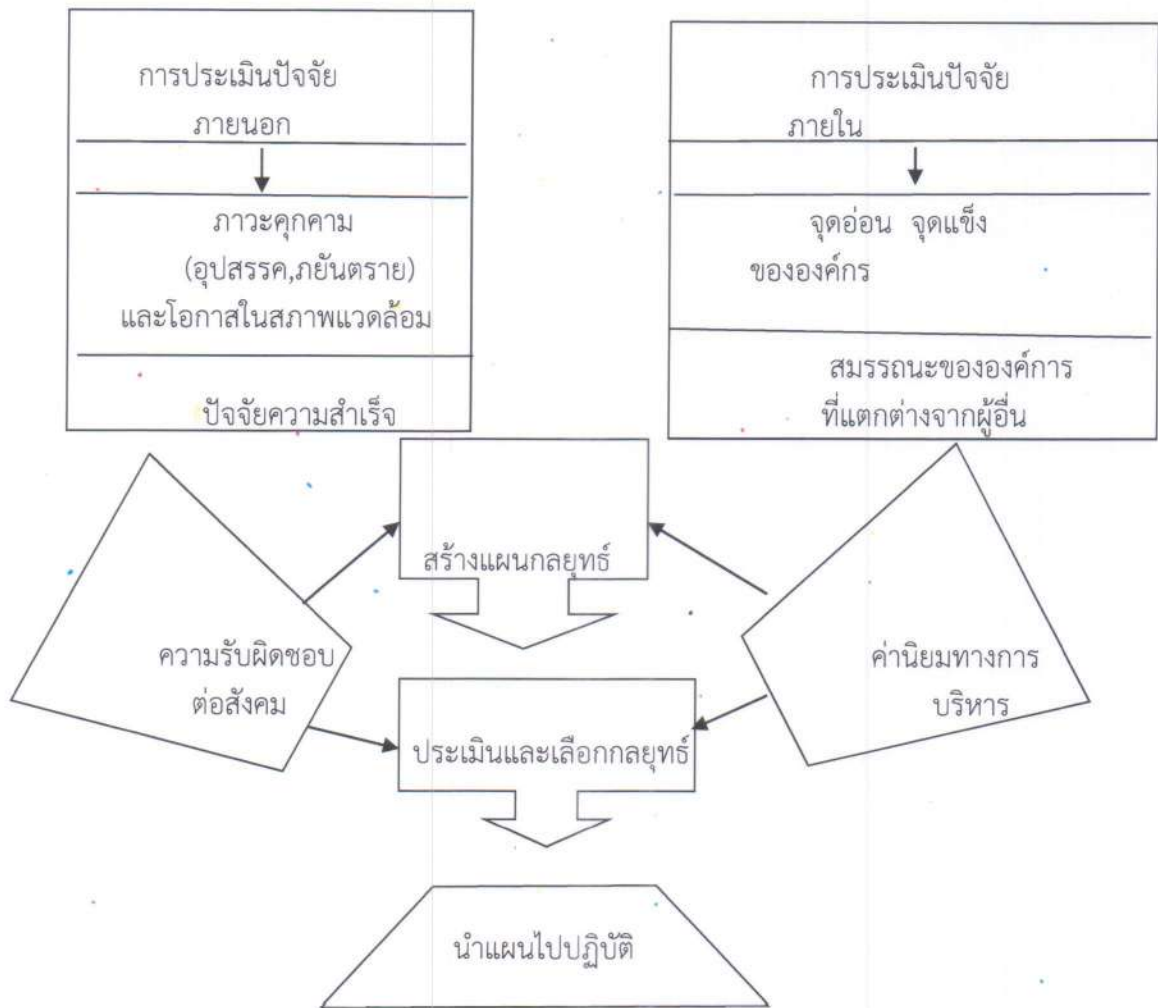 การประเมินปัจจัย
ภายนอก
ภาวะคุกคาม
(อุปสรรค,ภยันตราย)
และโอกาสในสภาพแวดล้อม
ปัจจัยความสำเร็จ
การประเมินปัจจัย
ภายใน
จุดอ่อน จุดแข็ง
ขององค์กร
สมรรถนะขององค์การ
ที่แตกต่างจากผู้อื่น
สร้างแผนกลยุทธ์
ความรับผิดชอบ
ต่อสังคม
ค่านิยมทางการ
บริหาร
ประเมินและเลือกกลยุทธ์
นำแผนไปปฏิบัติ